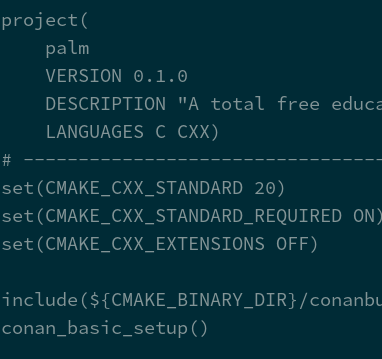 project(
    palm
    VERSION 0.1.0
    DESCRIPTION "A total free educa
    LANGUAGES C CXX)
# ---------------------------------
set(CMAKE_CXX_STANDARD 20)
set(CMAKE_CXX_STANDARD_REQUIRED ON)
set(CMAKE_CXX_EXTENSIONS OFF)

include(${CMAKE_BINARY_DIR}/conanbu
conan_basic_setup()